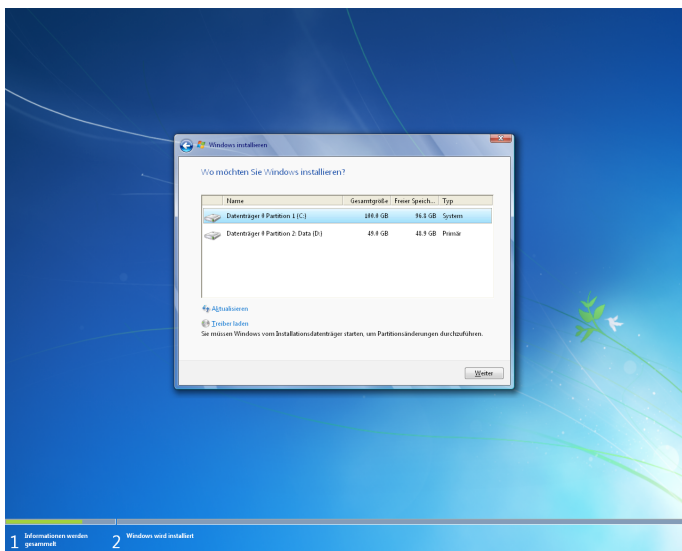 Windows installieren
Wo möchten Sie Windows installieren?
Name Gesamtgröße Freier Speich... Typ
Datenträger 0 Partition 1 (C:) 100.0 GB 96.8 GB System
Datenträger 0 Partition 2: Data (D:) 49.0 GB 48.9 GB Primär
Aktualisieren
Treiber laden
Sie müssen Windows vom Installationsdatenträger starten, um Partitionsänderungen durchzuführen.
Weiter
1 Informationen werden
gesammelt
2 Windows wird installiert